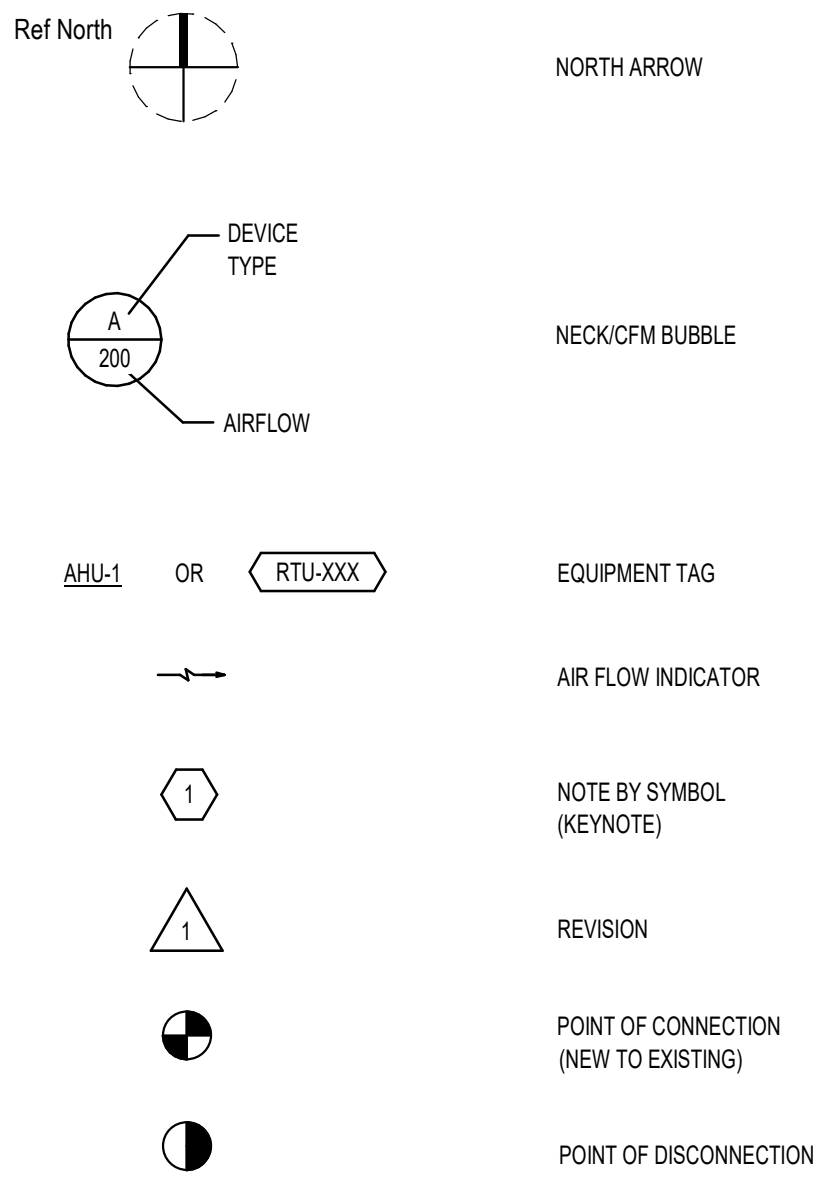 Ref North
NORTH ARROW
DEVICE
TYPE
A
200
NECK/CFM BUBBLE
AIRFLOW
AHU-1 OR RTU-XXX EQUIPMENT TAG
AIR FLOW INDICATOR
1
NOTE BY SYMBOL
(KEYNOTE)
1
REVISION
POINT OF CONNECTION
(NEW TO EXISTING)
POINT OF DISCONNECTION